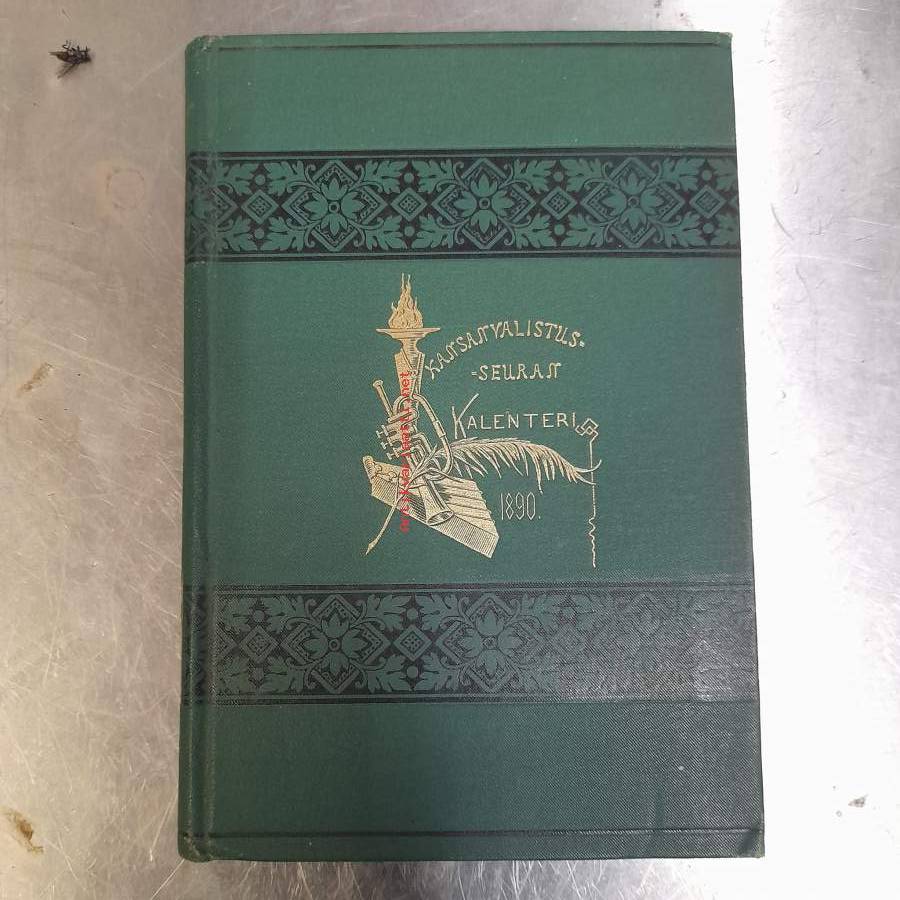 KANSANVALISTUS=
=SEURAN
KALENTERI
1890.